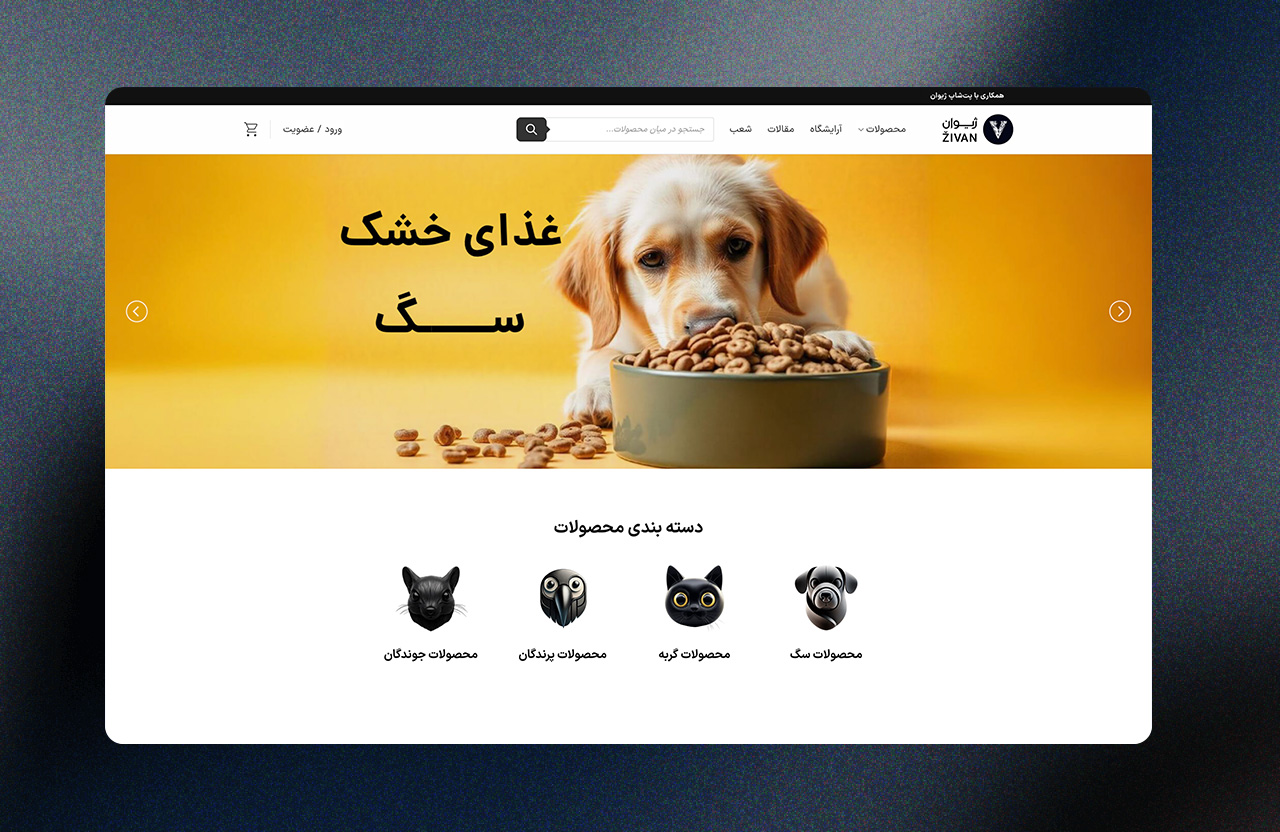 همکاری با پت‌شاپ ژیوان
ژیوان
ŽIVAN
محصولات
آرایشگاه
مقالات
شعب
جستجو در میان محصولات...
ورود / عضویت
غذای خشک
ســـــگ
دسته بندی محصولات
محصولات سگ
محصولات گربه
محصولات پرندگان
محصولات جوندگان